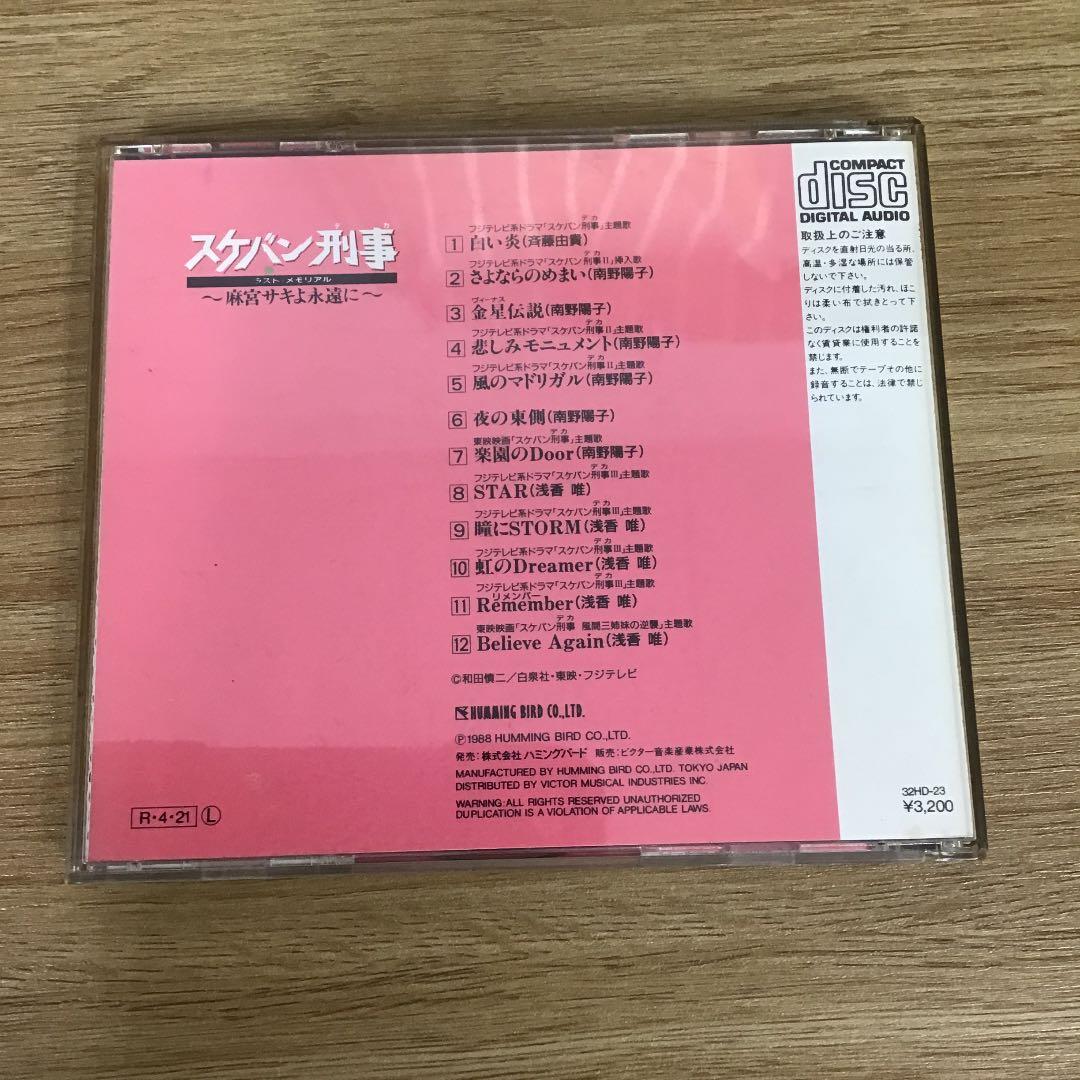 スケバン刑事
デカ
ラスト メモリアル
〜麻宮サキよ永遠に〜
フジテレビ系ドラマ「スケバン刑事」主題歌
デカ
1 白い炎(斉藤由貴)
フジテレビ系ドラマ「スケバン刑事II」挿入歌
デカ
2 さよならのめまい(南野陽子)
ヴィーナス
3 金星伝説(南野陽子)
フジテレビ系ドラマ「スケバン刑事II」主題歌
デカ
4 悲しみモニュメント(南野陽子)
フジテレビ系ドラマ「スケバン刑事II」主題歌
デカ
5 風のマドリガル(南野陽子)
6 夜の東側(南野陽子)
東映映画「スケバン刑事」主題歌
デカ
7 楽園のDoor(南野陽子)
フジテレビ系ドラマ「スケバン刑事III」主題歌
デカ
8 STAR(浅香 唯)
フジテレビ系ドラマ「スケバン刑事III」主題歌
デカ
9 瞳にSTORM(浅香 唯)
フジテレビ系ドラマ「スケバン刑事III」主題歌
デカ
10 虹のDreamer(浅香 唯)
フジテレビ系ドラマ「スケバン刑事III」主題歌
デカ
リメンバー
11 Remember(浅香 唯)
東映映画「スケバン刑事 風間三姉妹の逆襲」主題歌
デカ
12 Believe Again(浅香 唯)
©和田慎二/白泉社・東映・フジテレビ
HUMMING BIRD CO.,LTD.
Ⓟ1988 HUMMING BIRD CO.,LTD.
発売:株式会社ハミングバード 販売:ビクター音楽産業株式会社
MANUFACTURED BY HUMMING BIRD CO.,LTD. TOKYO JAPAN
DISTRIBUTED BY VICTOR MUSICAL INDUSTRIES INC.
WARNING:ALL RIGHTS RESERVED UNAUTHORIZED
DUPLICATION IS A VIOLATION OF APPLICABLE LAWS.
R・4・21 Ⓛ
COMPACT
disc
DIGITAL AUDIO
取扱上のご注意
ディスクを直射日光の当る所、
高温・多湿な場所には保管
しないで下さい。
ディスクに付着した汚れ、ほこ
りは柔い布で拭きとって下
さい。
このディスクは権利者の許諾
なく賃貸業に使用することを
禁じます。
また、無断でテープその他に
録音することは、法律で禁じ
られています。
32HD-23
¥3,200